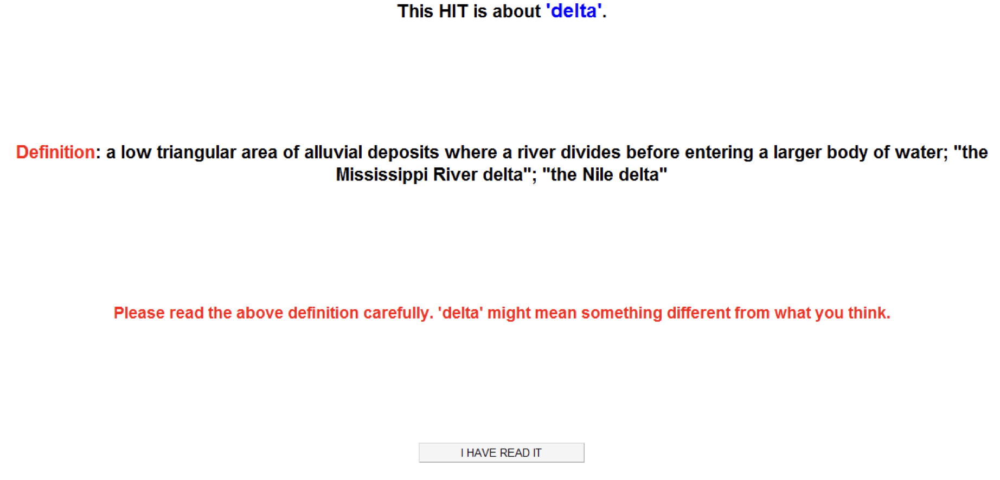 This HIT is about 'delta'.
Definition: a low triangular area of alluvial deposits where a river divides before entering a larger body of water; "the
Mississippi River delta"; "the Nile delta"
Please read the above definition carefully. 'delta' might mean something different from what you think.
I HAVE READ IT